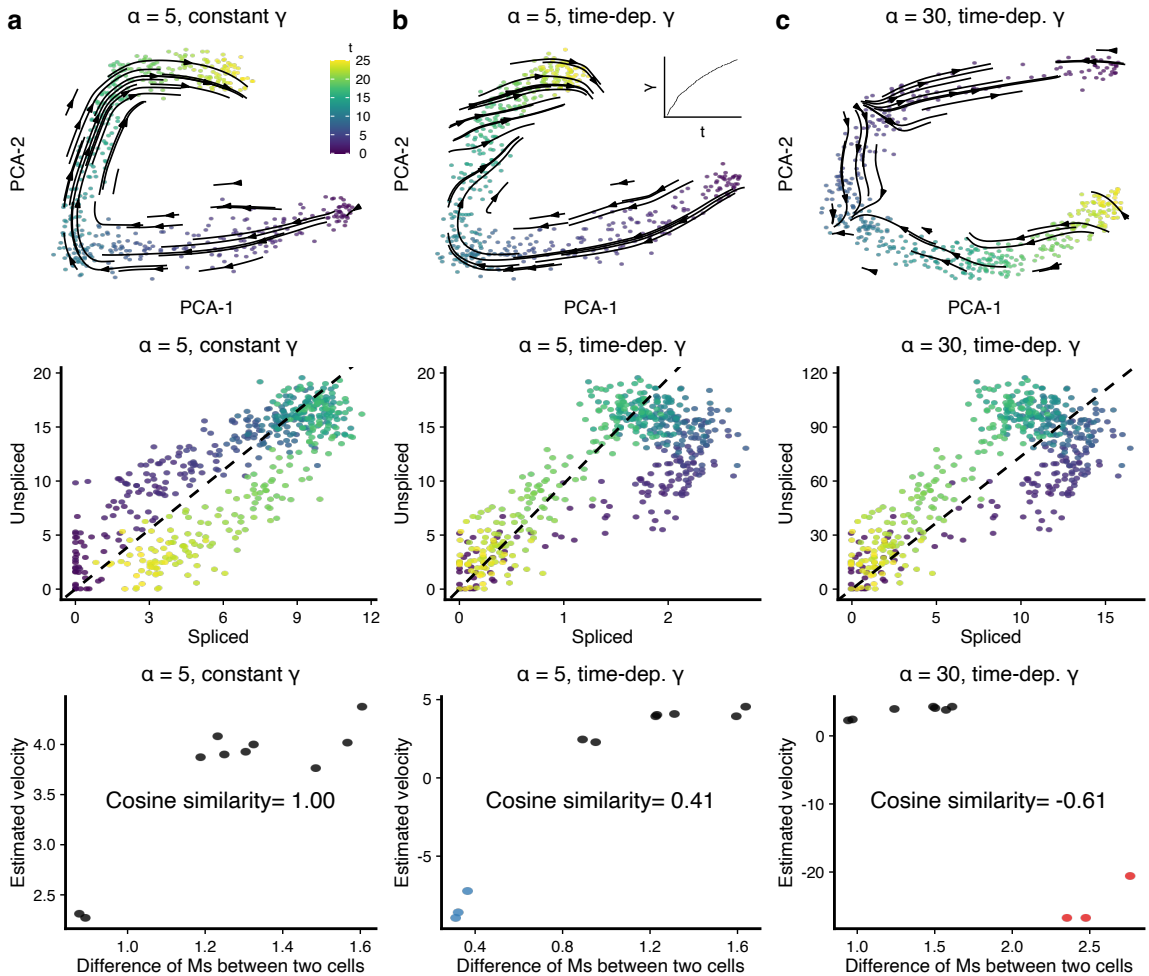 a
α = 5, constant γ
PCA-2
PCA-1
t
25
20
15
10
5
0
b
α = 5, time-dep. γ
PCA-2
PCA-1
γ
t
c
α = 30, time-dep. γ
PCA-2
PCA-1
α = 5, constant γ
Unspliced
20
15
10
5
0
0 3 6 9 12
Spliced
α = 5, time-dep. γ
Unspliced
20
15
10
5
0
0 1 2
Spliced
α = 30, time-dep. γ
Unspliced
120
90
60
30
0
0 5 10 15
Spliced
α = 5, constant γ
Estimated velocity
4.0
3.5
3.0
2.5
Cosine similarity= 1.00
1.0 1.2 1.4 1.6
Difference of Ms between two cells
α = 5, time-dep. γ
Estimated velocity
5
0
-5
Cosine similarity= 0.41
0.4 0.8 1.2 1.6
Difference of Ms between two cells
α = 30, time-dep. γ
Estimated velocity
0
-10
-20
Cosine similarity= -0.61
1.0 1.5 2.0 2.5
Difference of Ms between two cells